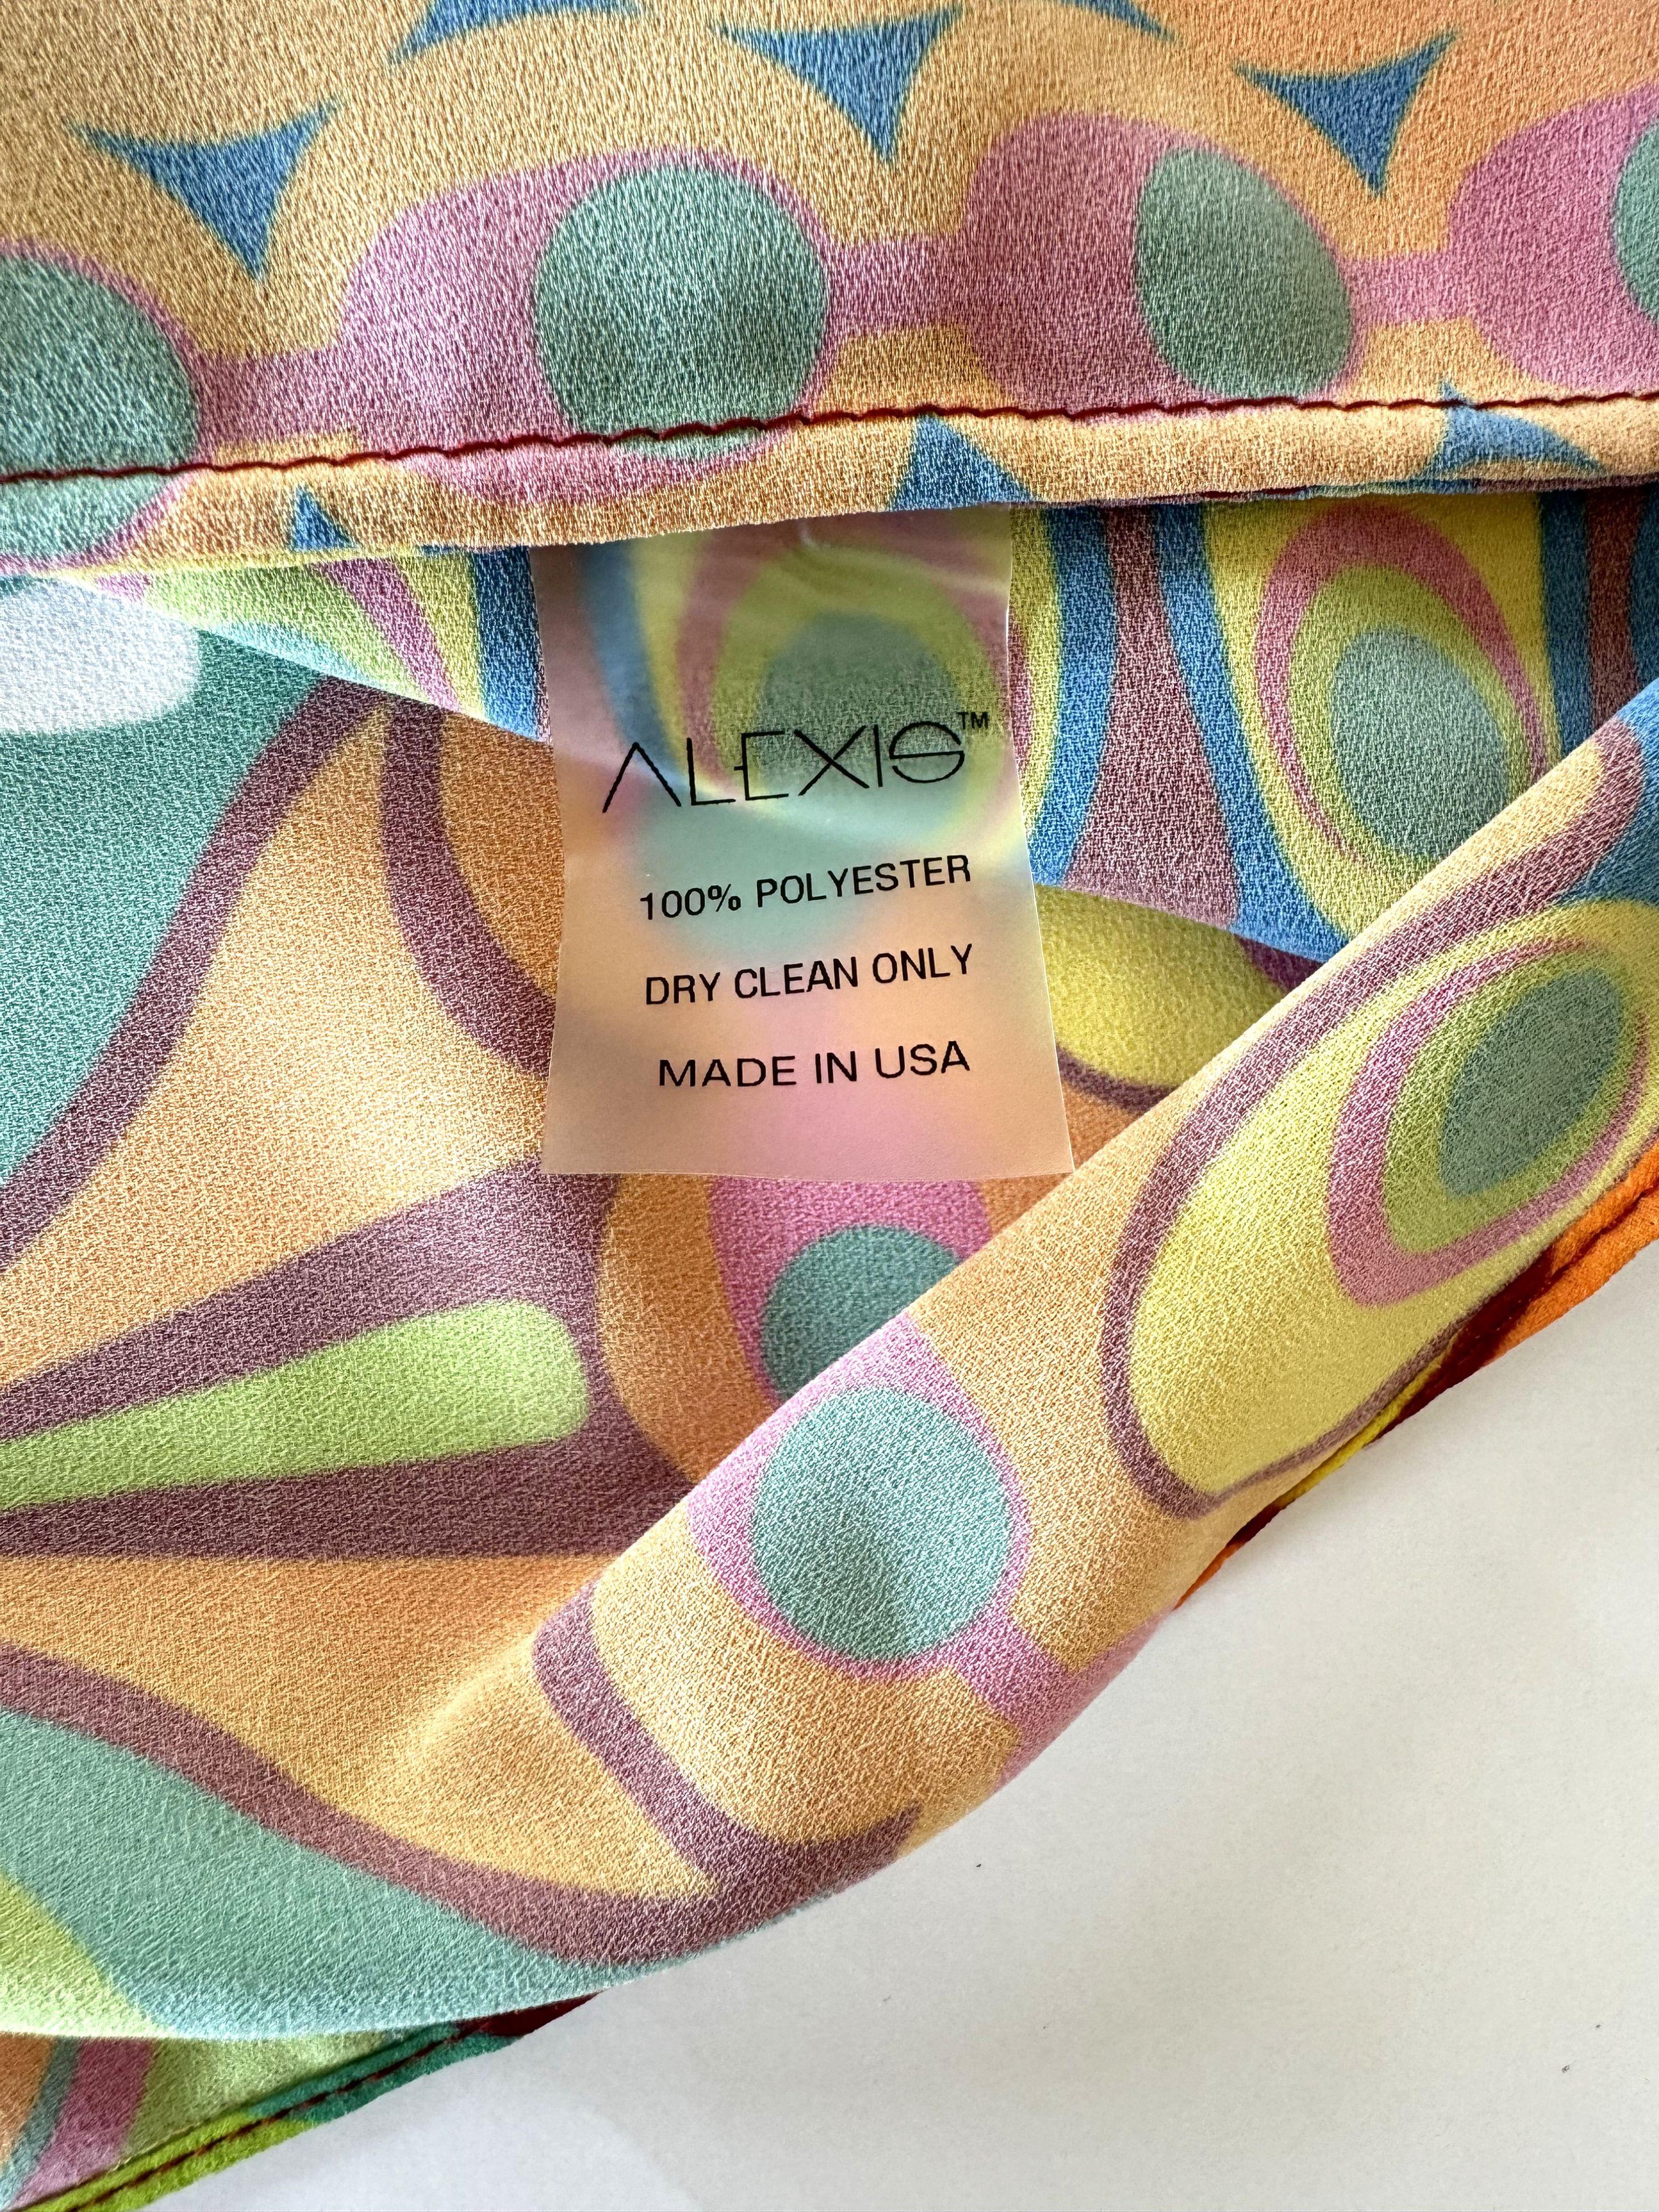 ALEXIS™
100% POLYESTER
DRY CLEAN ONLY
MADE IN USA